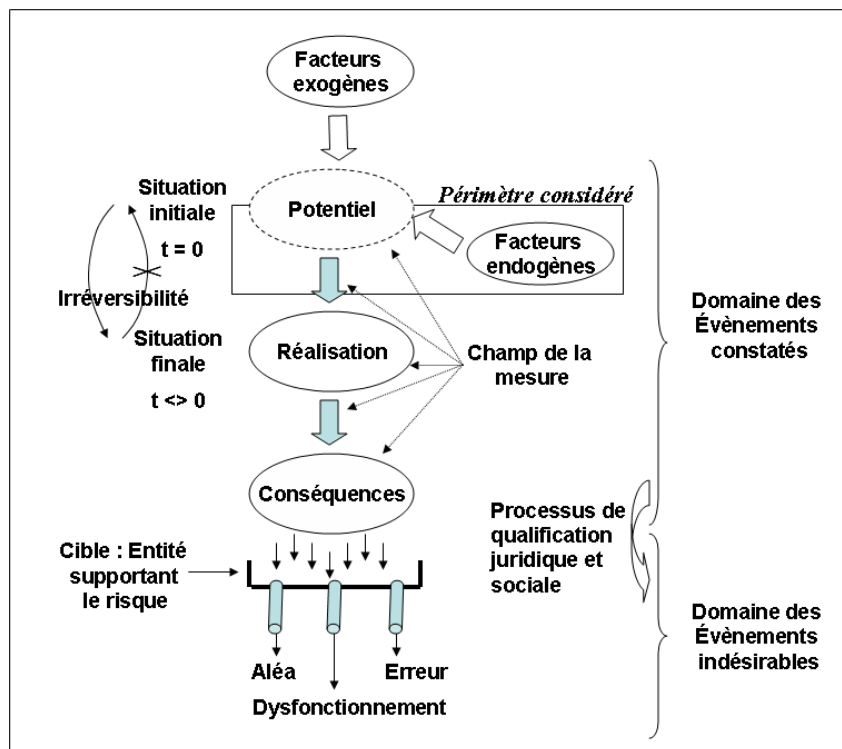 Facteurs
exogènes
Situation
initiale
t = 0
Potentiel
Périmètre considéré
Facteurs
endogènes
Irréversibilité
Situation
finale
t <> 0
Réalisation
Champ de la
mesure
Domaine des
Évènements
constatés
Conséquences
Processus de
qualification
juridique et
sociale
Cible : Entité
supportant
le risque
Aléa
Erreur
Dysfonctionnement
Domaine des
Évènements
indésirables